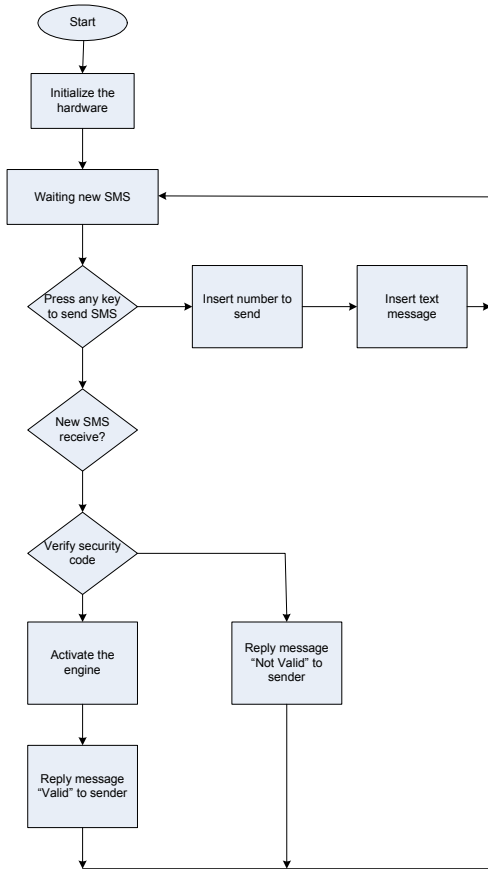 Start
Initialize the
hardware
Waiting new SMS
Press any key
to send SMS
Insert number to
send
Insert text
message
New SMS
receive?
Verify security
code
Activate the
engine
Reply message
“Not Valid” to
sender
Reply message
“Valid” to sender